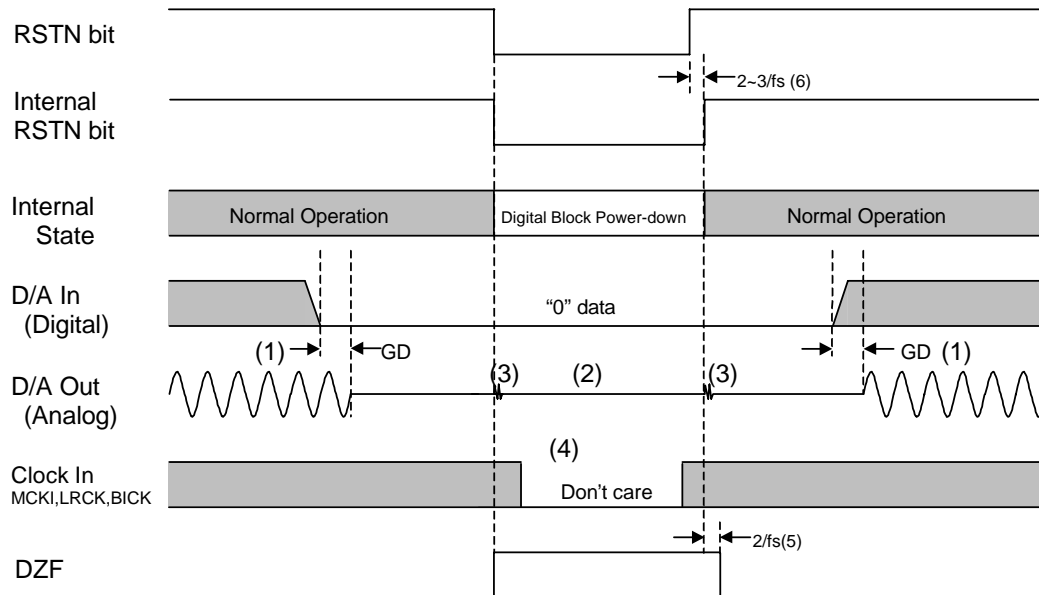 RSTN bit
2~3/fs (6)
Internal
RSTN bit
Internal
State
Normal Operation
Digital Block Power-down
Normal Operation
D/A In
(Digital)
“0” data
(1)
GD
GD
(1)
D/A Out
(Analog)
(3)
(2)
(3)
(4)
Clock In
MCKI,LRCK,BICK
Don’t care
2/fs(5)
DZF